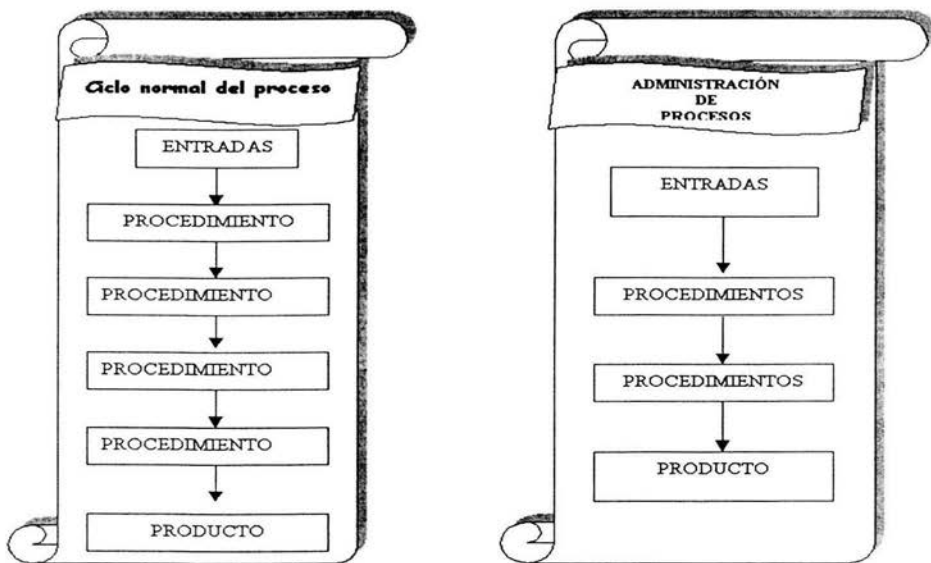 Ciclo normal del proceso
ENTRADAS
PROCEDIMIENTO
PROCEDIMIENTO
PROCEDIMIENTO
PROCEDIMIENTO
PRODUCTO
ADMINISTRACIÓN
DE
PROCESOS
ENTRADAS
PROCEDIMIENTOS
PROCEDIMIENTOS
PRODUCTO